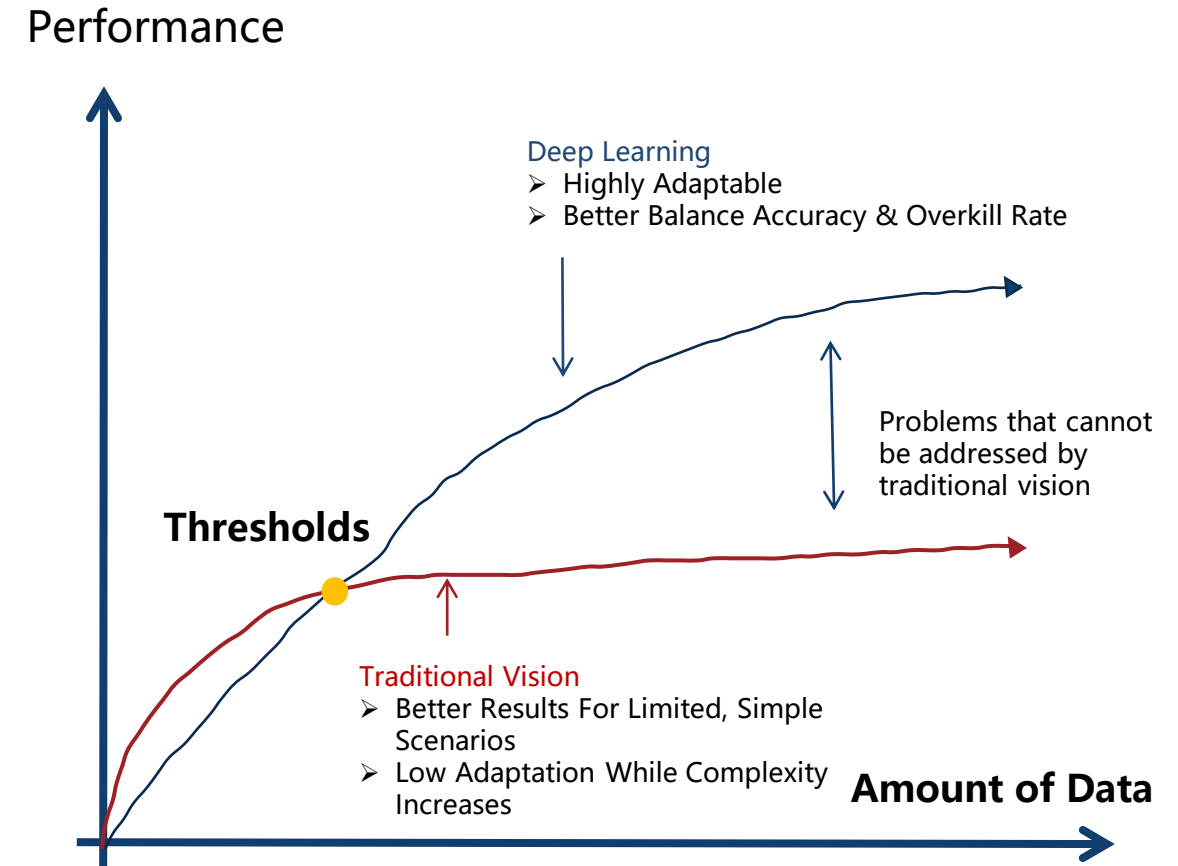 Performance
Deep Learning
➢ Highly Adaptable
➢ Better Balance Accuracy & Overkill Rate
Problems that cannot
be addressed by
traditional vision
Thresholds
Traditional Vision
➢ Better Results For Limited, Simple
Scenarios
➢ Low Adaptation While Complexity
Increases
Amount of Data